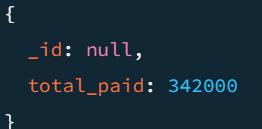 {
  _id: null,
  total_paid: 342000
}